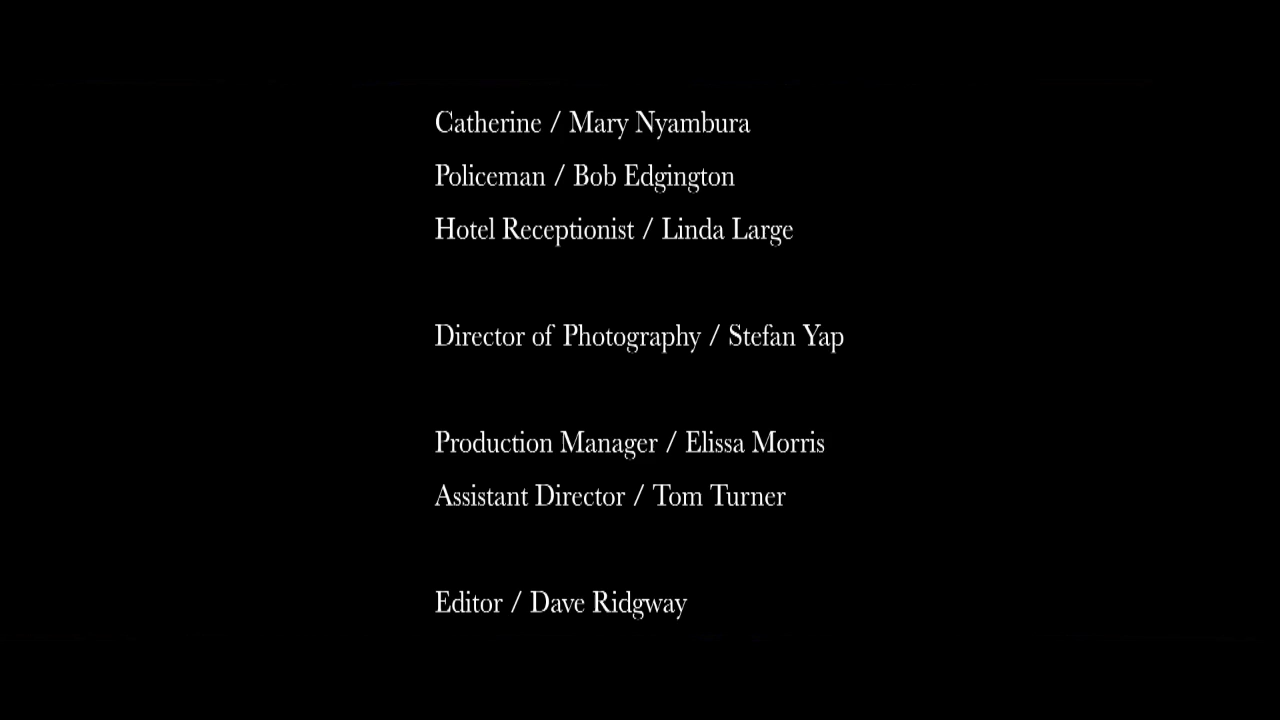 Catherine / Mary Nyambura
Policeman / Bob Edgington
Hotel Receptionist / Linda Large
Director of Photography / Stefan Yap
Production Manager / Elissa Morris
Assistant Director / Tom Turner
Editor / Dave Ridgway